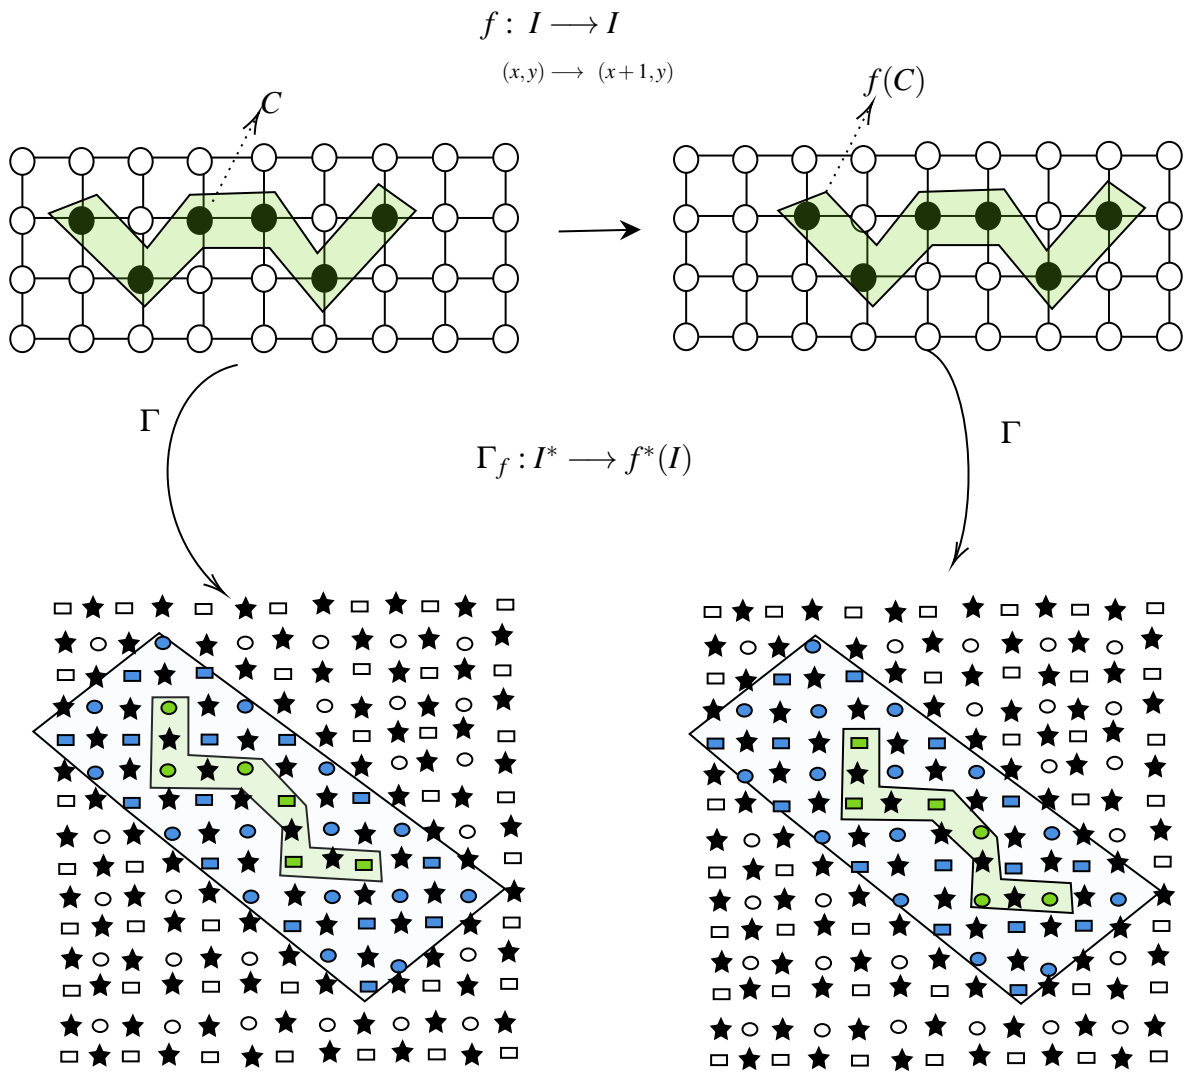 f : I ⟶ I
(x,y) ⟶ (x+1,y)
C
f(C)
Γ
Γ
Γ_f : I* ⟶ f*(I)